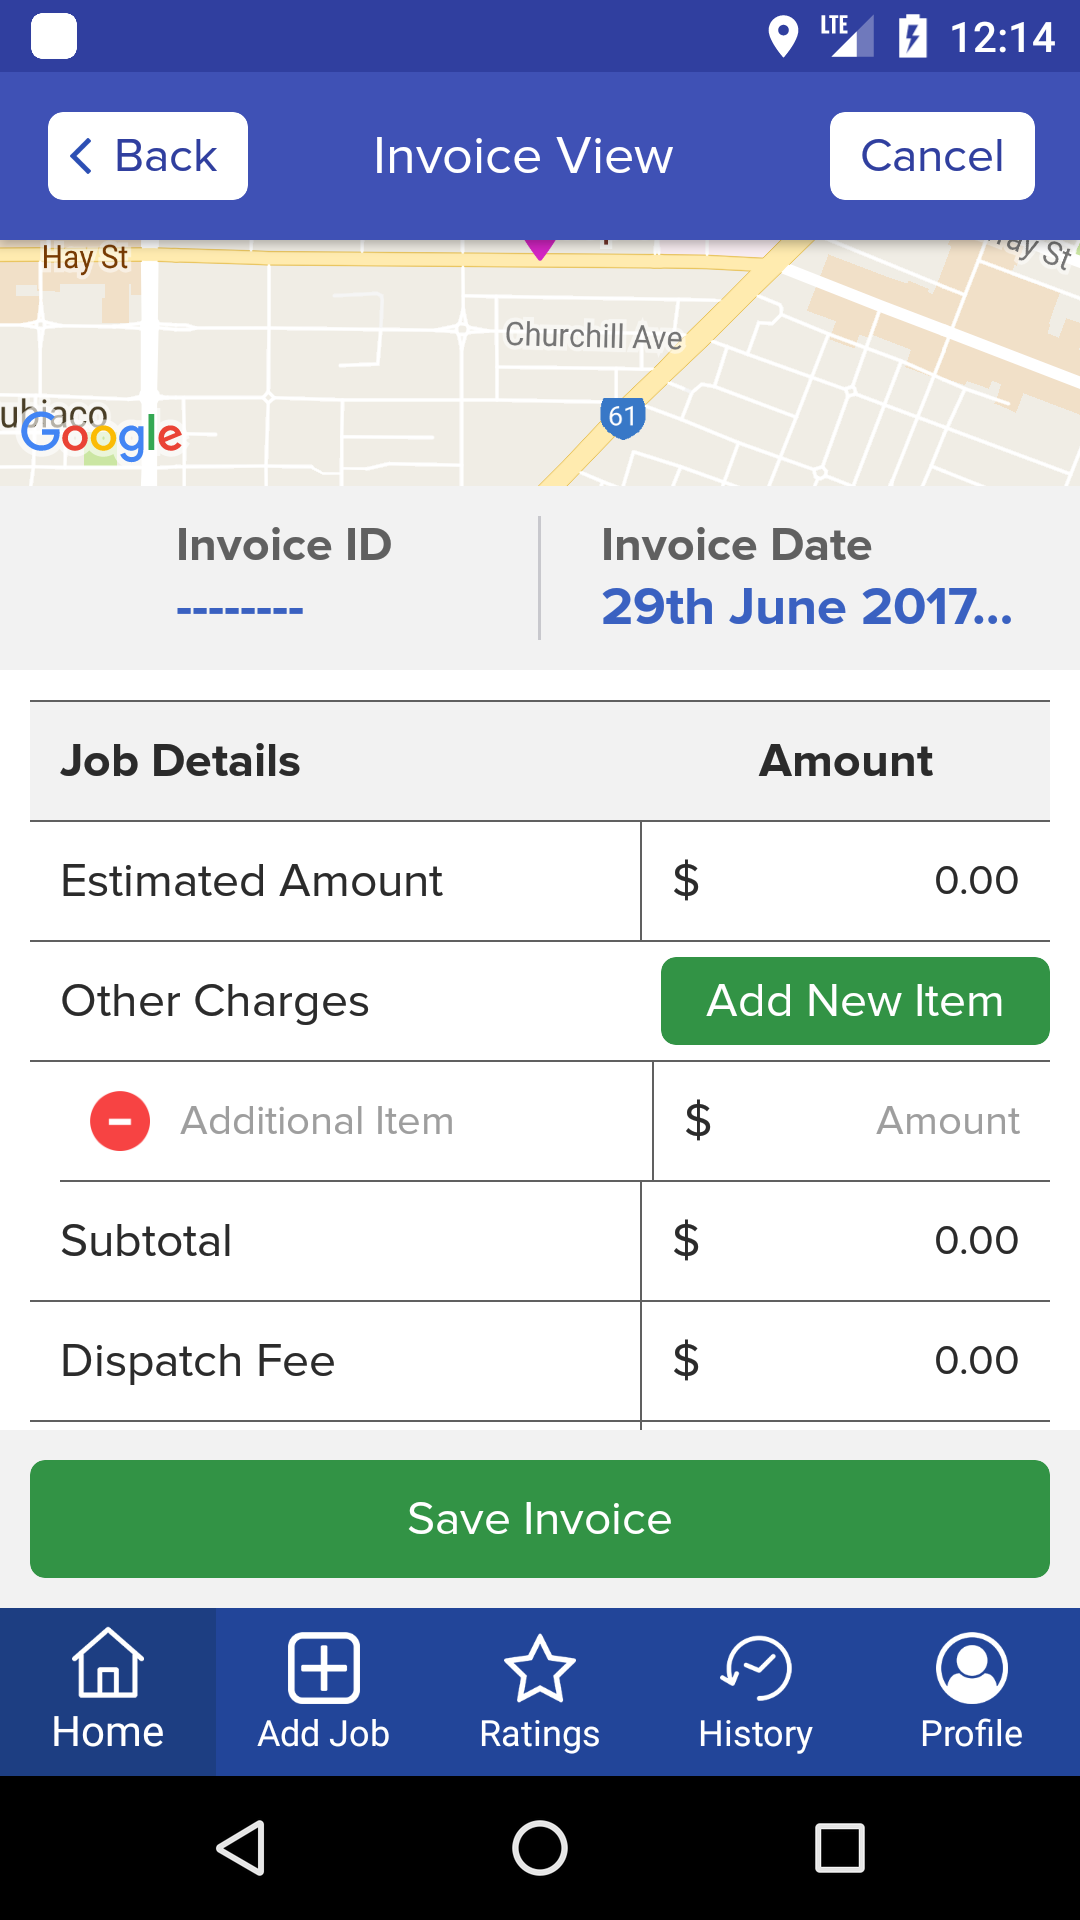 LTE 12:14
Back Invoice View Cancel
Hay St
ray St
Churchill Ave
ubiaco
61
Google
Invoice ID Invoice Date
-------- 29th June 2017...
Job Details Amount
Estimated Amount $ 0.00
Other Charges Add New Item
Additional Item $ Amount
Subtotal $ 0.00
Dispatch Fee $ 0.00
Save Invoice
Home Add Job Ratings History Profile